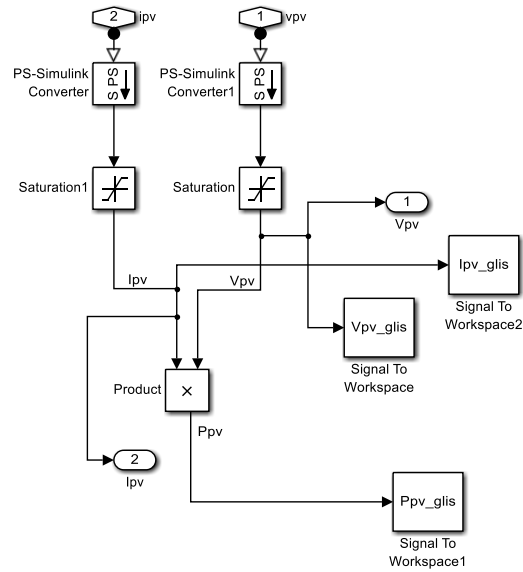 2
ipv
1
vpv
PS-Simulink
Converter
S PS
PS-Simulink
Converter1
S PS
Saturation1
Saturation
1
Vpv
Ipv
Vpv
Ipv_glis
Signal To
Workspace2
Vpv_glis
Signal To
Workspace
Product
×
Ppv
2
Ipv
Ppv_glis
Signal To
Workspace1